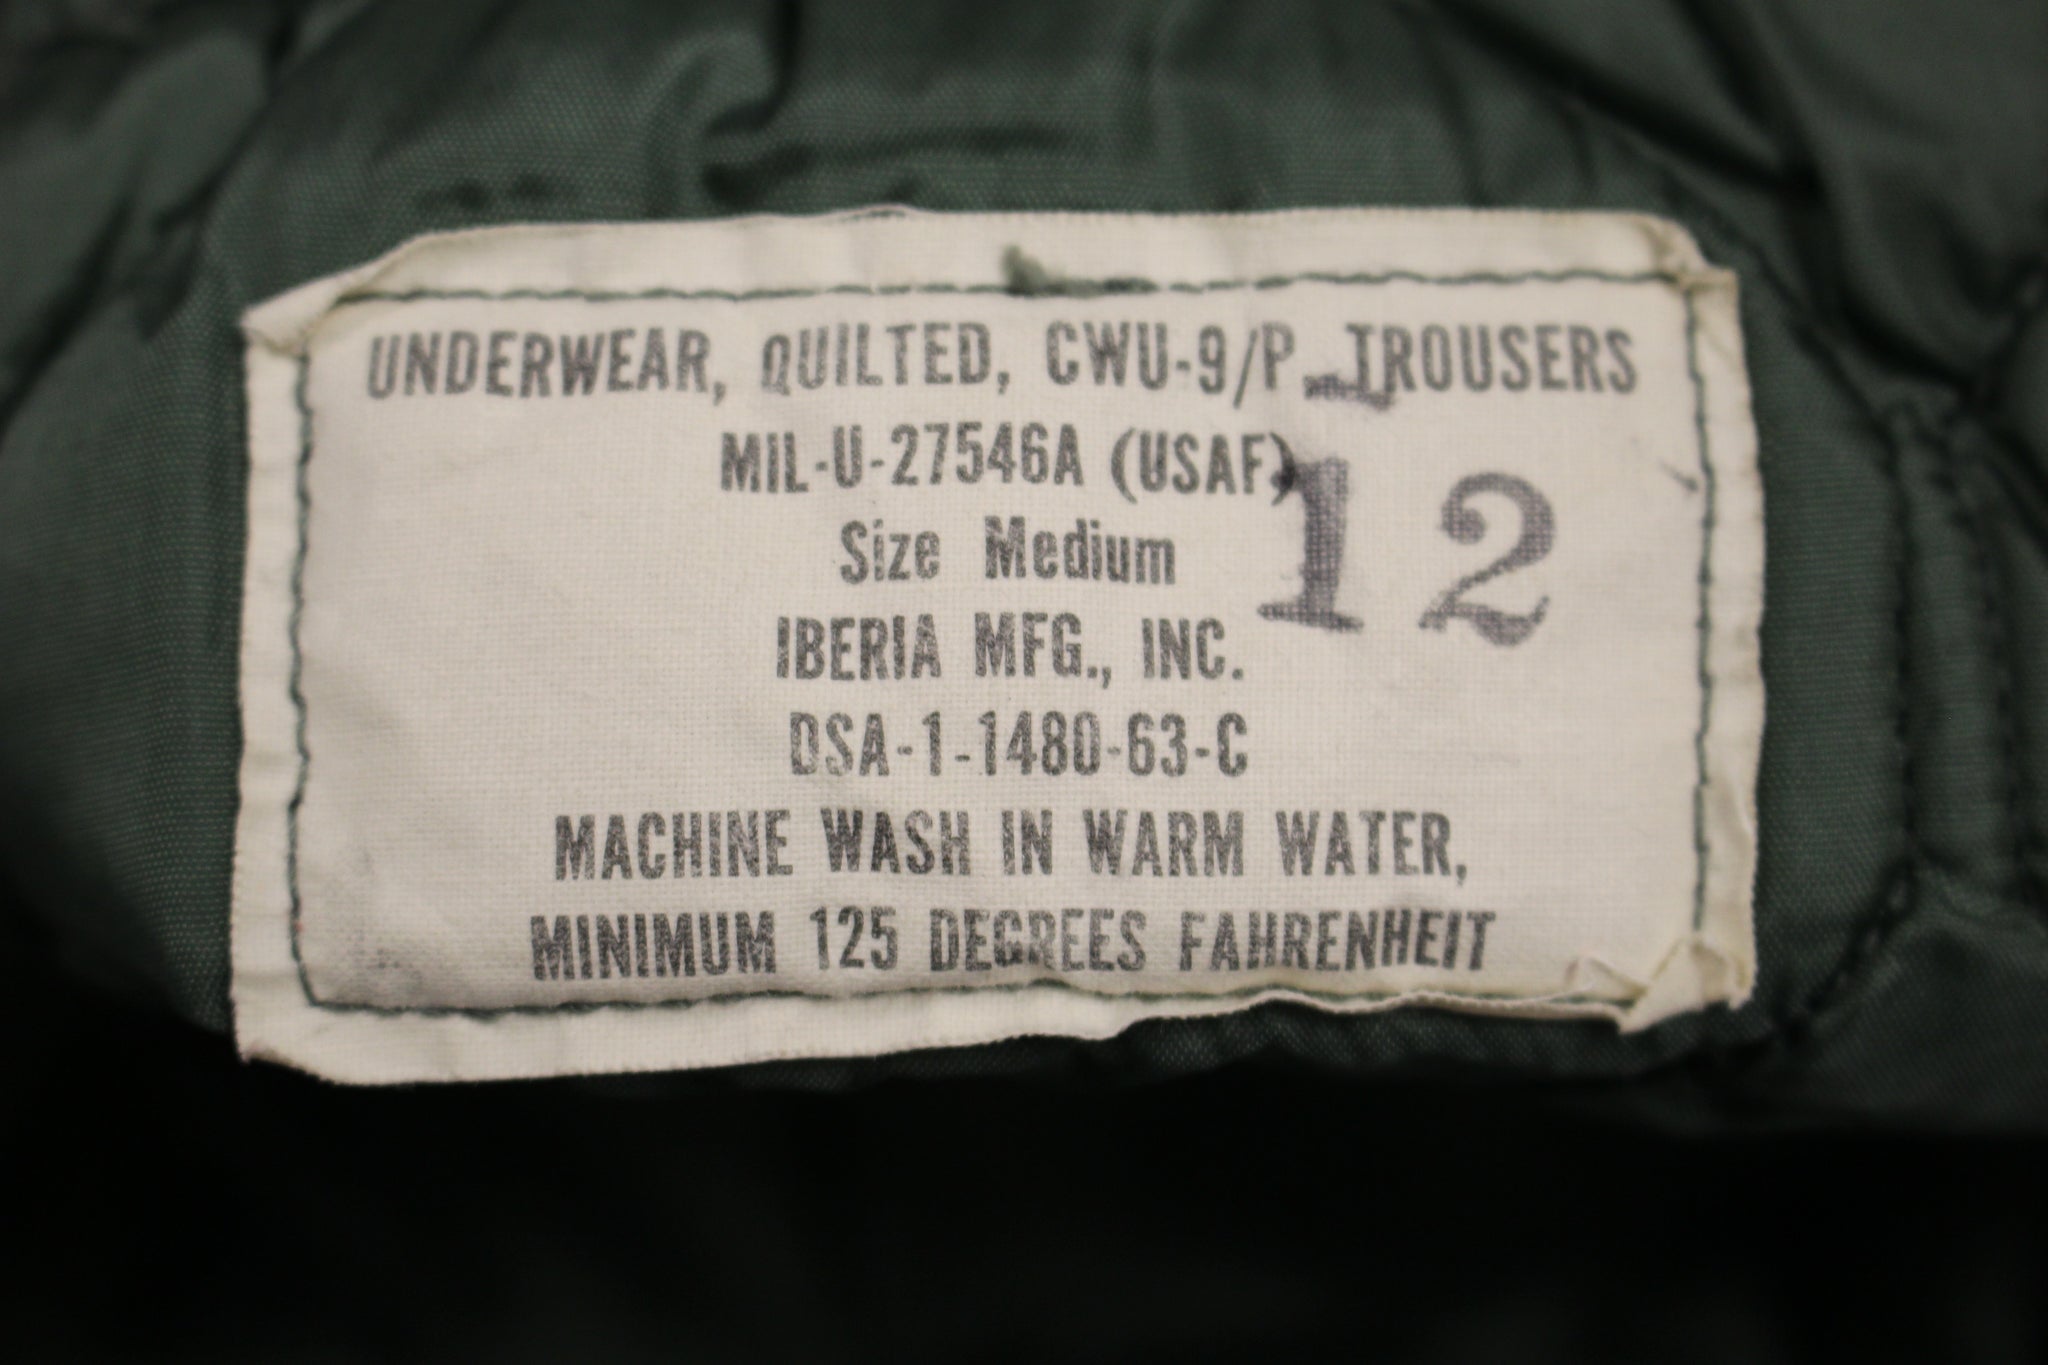 UNDERWEAR, QUILTED, CWU-9/P, TROUSERS
MIL-U-27546A (USAF)
Size Medium
12
IBERIA MFG., INC.
DSA-1-1480-63-C
MACHINE WASH IN WARM WATER,
MINIMUM 125 DEGREES FAHRENHEIT